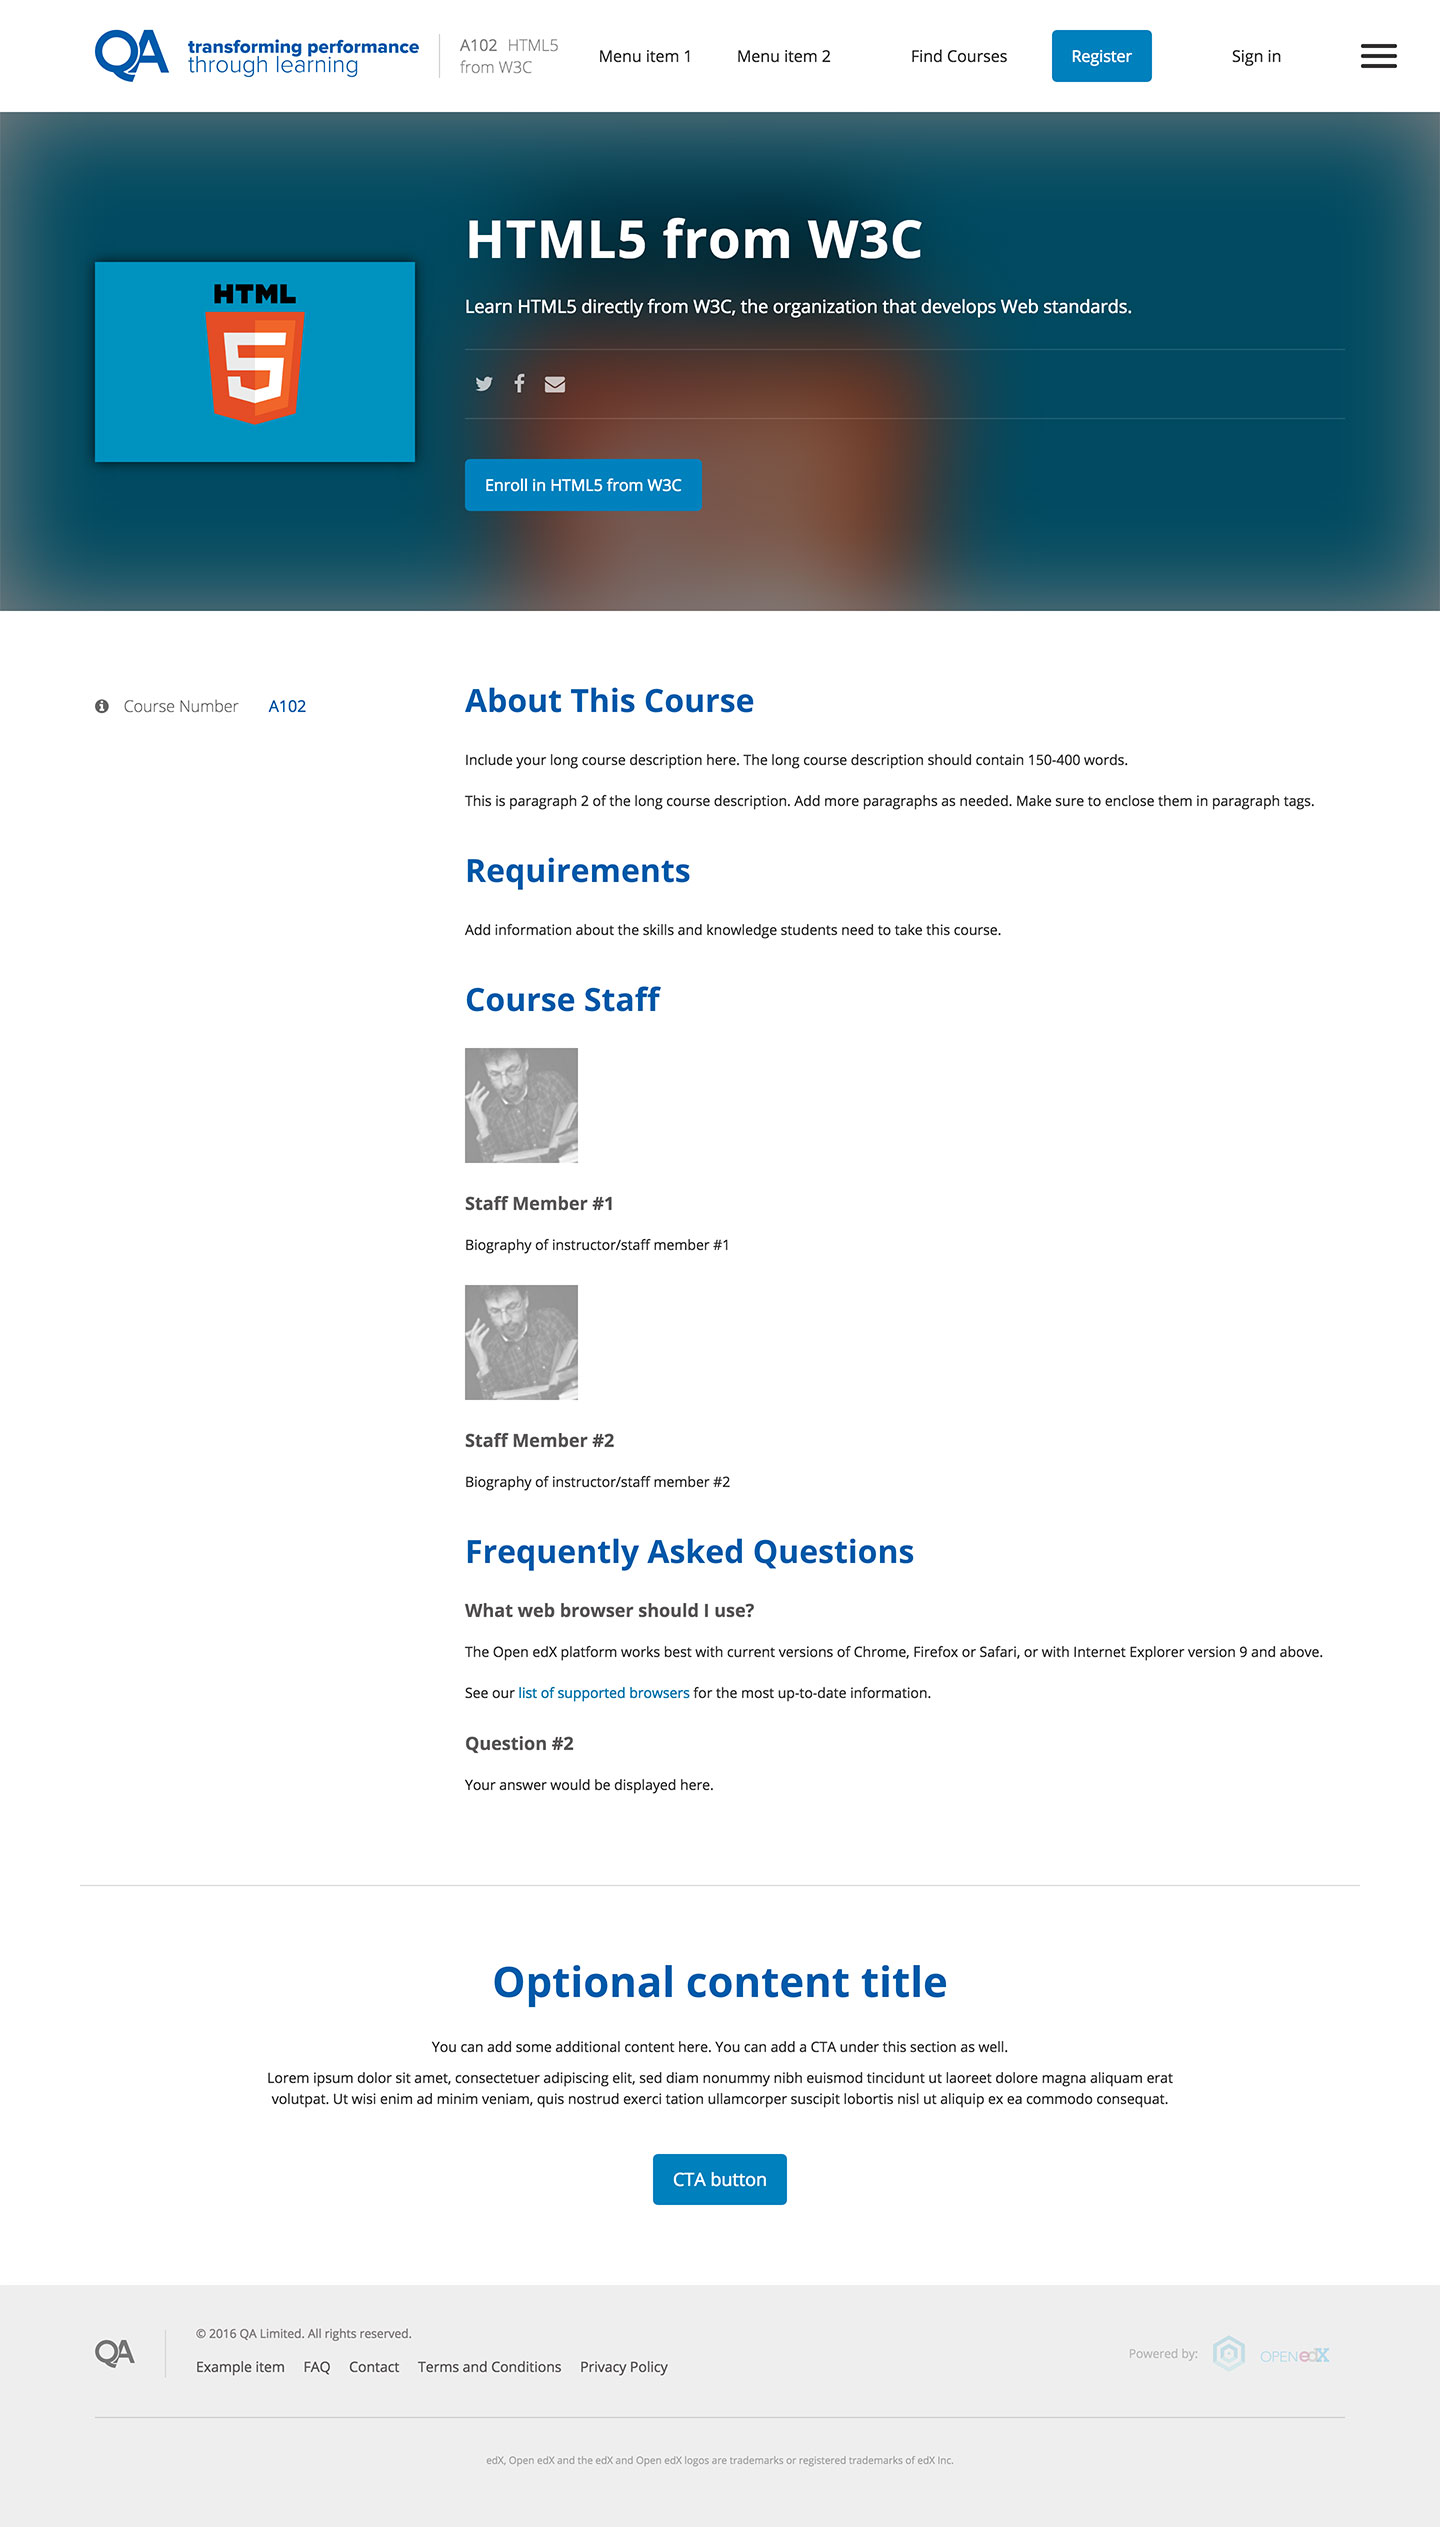 QA transforming performance
through learning
A102 HTML5
from W3C
Menu item 1
Menu item 2
Find Courses
Register
Sign in
HTML5 from W3C
HTML
5
Learn HTML5 directly from W3C, the organization that develops Web standards.
Enroll in HTML5 from W3C
Course Number A102
About This Course
Include your long course description here. The long course description should contain 150-400 words.
This is paragraph 2 of the long course description. Add more paragraphs as needed. Make sure to enclose them in paragraph tags.
Requirements
Add information about the skills and knowledge students need to take this course.
Course Staff
Staff Member #1
Biography of instructor/staff member #1
Staff Member #2
Biography of instructor/staff member #2
Frequently Asked Questions
What web browser should I use?
The Open edX platform works best with current versions of Chrome, Firefox or Safari, or with Internet Explorer version 9 and above.
See our list of supported browsers for the most up-to-date information.
Question #2
Your answer would be displayed here.
Optional content title
You can add some additional content here. You can add a CTA under this section as well.
Lorem ipsum dolor sit amet, consectetuer adipiscing elit, sed diam nonummy nibh euismod tincidunt ut laoreet dolore magna aliquam erat
volutpat. Ut wisi enim ad minim veniam, quis nostrud exerci tation ullamcorper suscipit lobortis nisl ut aliquip ex ea commodo consequat.
CTA button
QA
© 2016 QA Limited. All rights reserved.
Example item FAQ Contact Terms and Conditions Privacy Policy
Powered by: OPEN edX
edX, Open edX and the edX and Open edX logos are trademarks or registered trademarks of edX Inc.